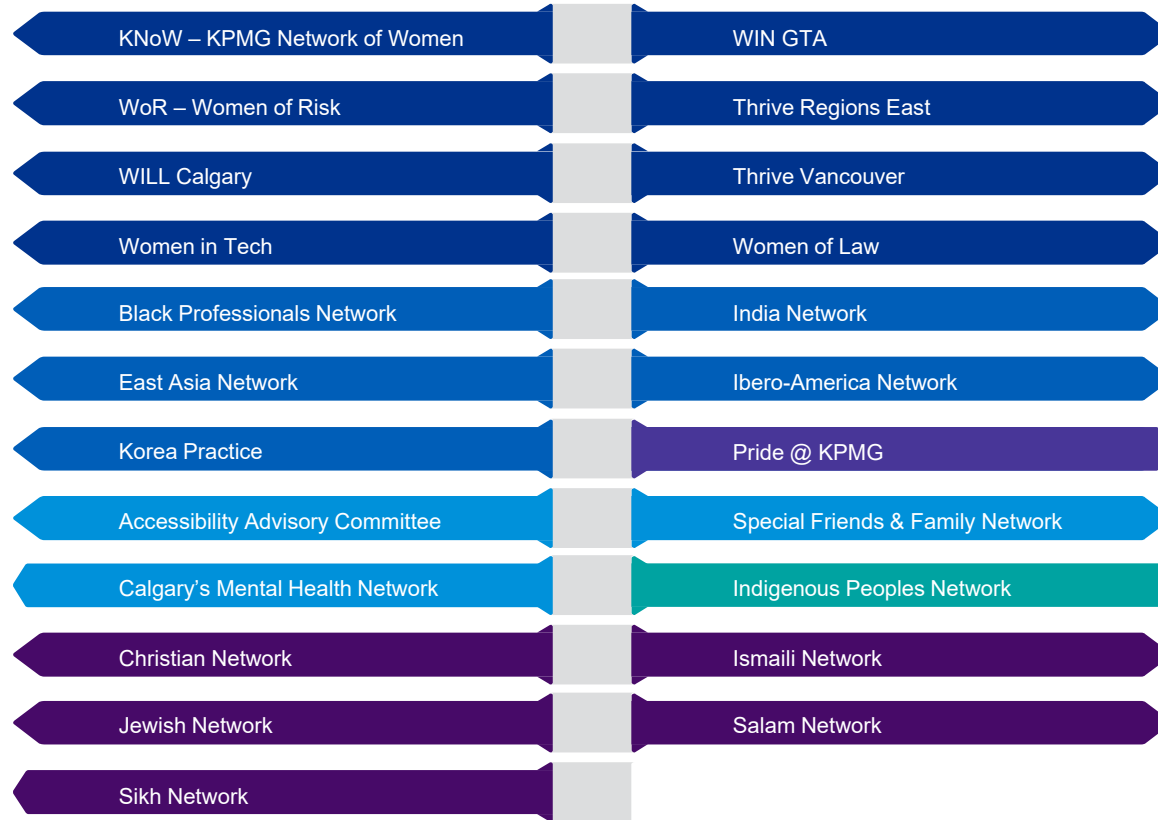 KNoW – KPMG Network of Women
WIN GTA
WoR – Women of Risk
Thrive Regions East
WILL Calgary
Thrive Vancouver
Women in Tech
Women of Law
Black Professionals Network
India Network
East Asia Network
Ibero-America Network
Korea Practice
Pride @ KPMG
Accessibility Advisory Committee
Special Friends & Family Network
Calgary’s Mental Health Network
Indigenous Peoples Network
Christian Network
Ismaili Network
Jewish Network
Salam Network
Sikh Network